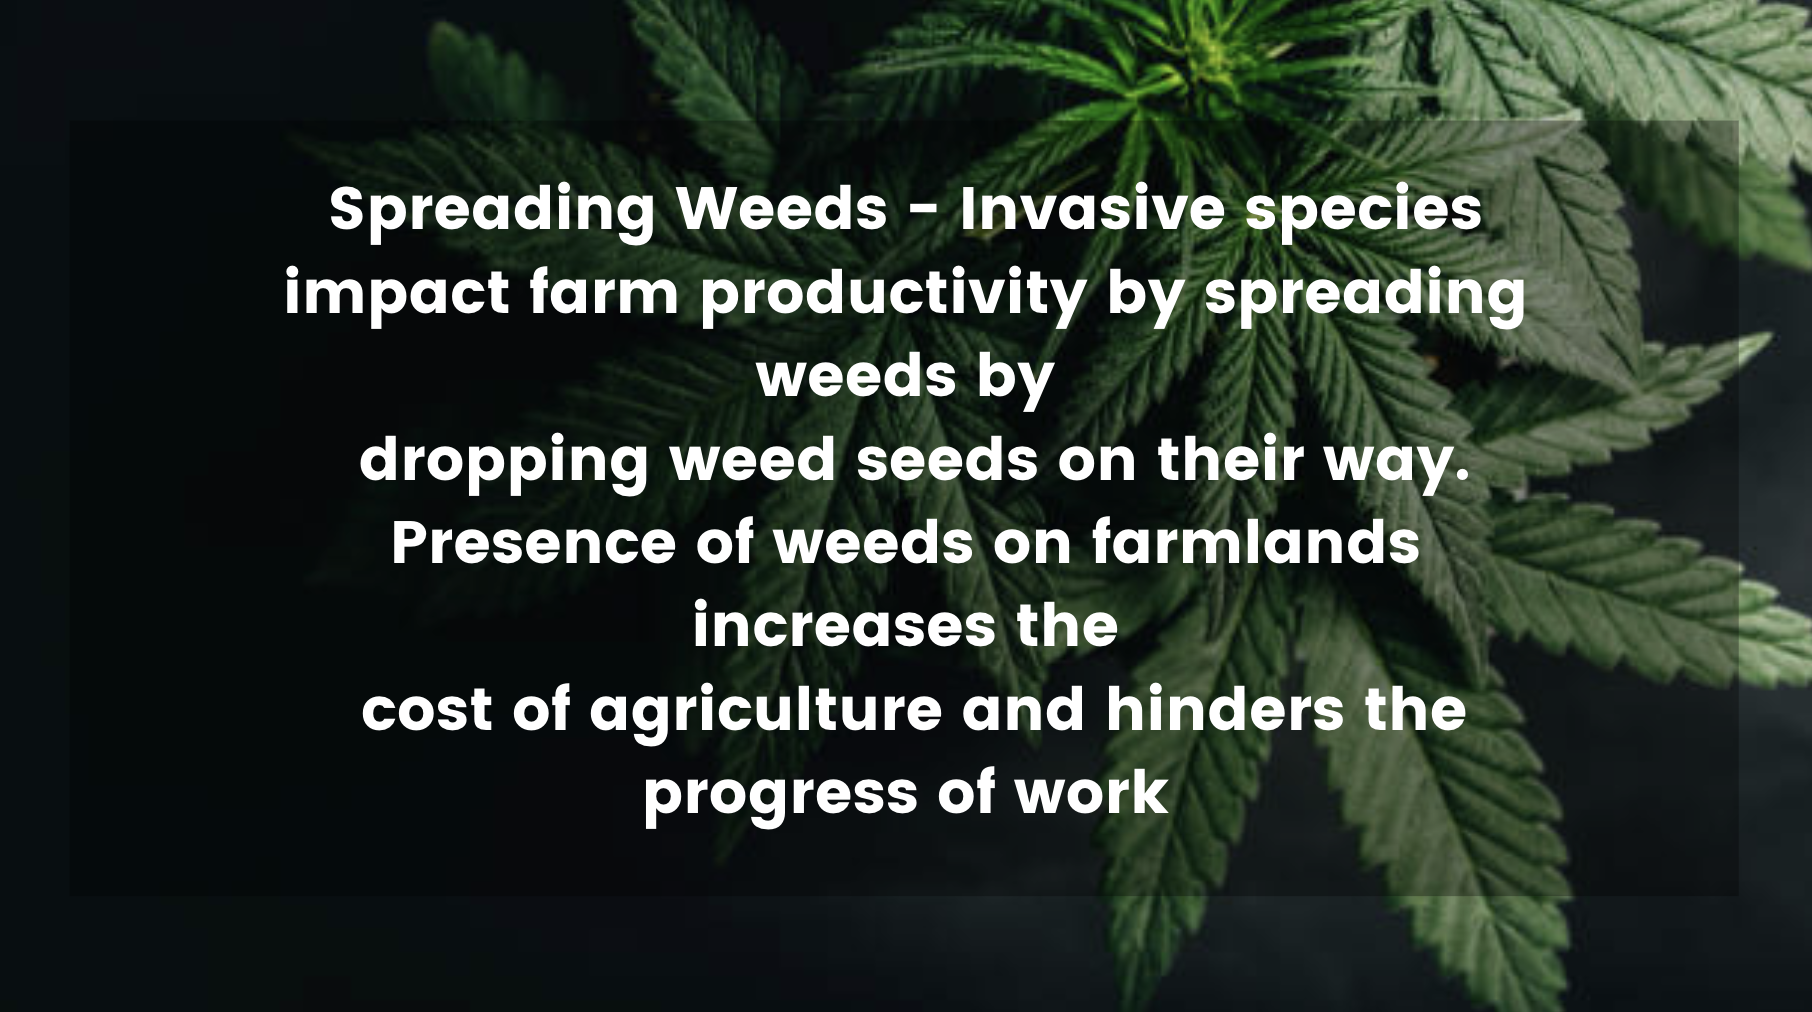 Spreading Weeds - Invasive species
impact farm productivity by spreading
weeds by
dropping weed seeds on their way.
Presence of weeds on farmlands
increases the
cost of agriculture and hinders the
progress of work